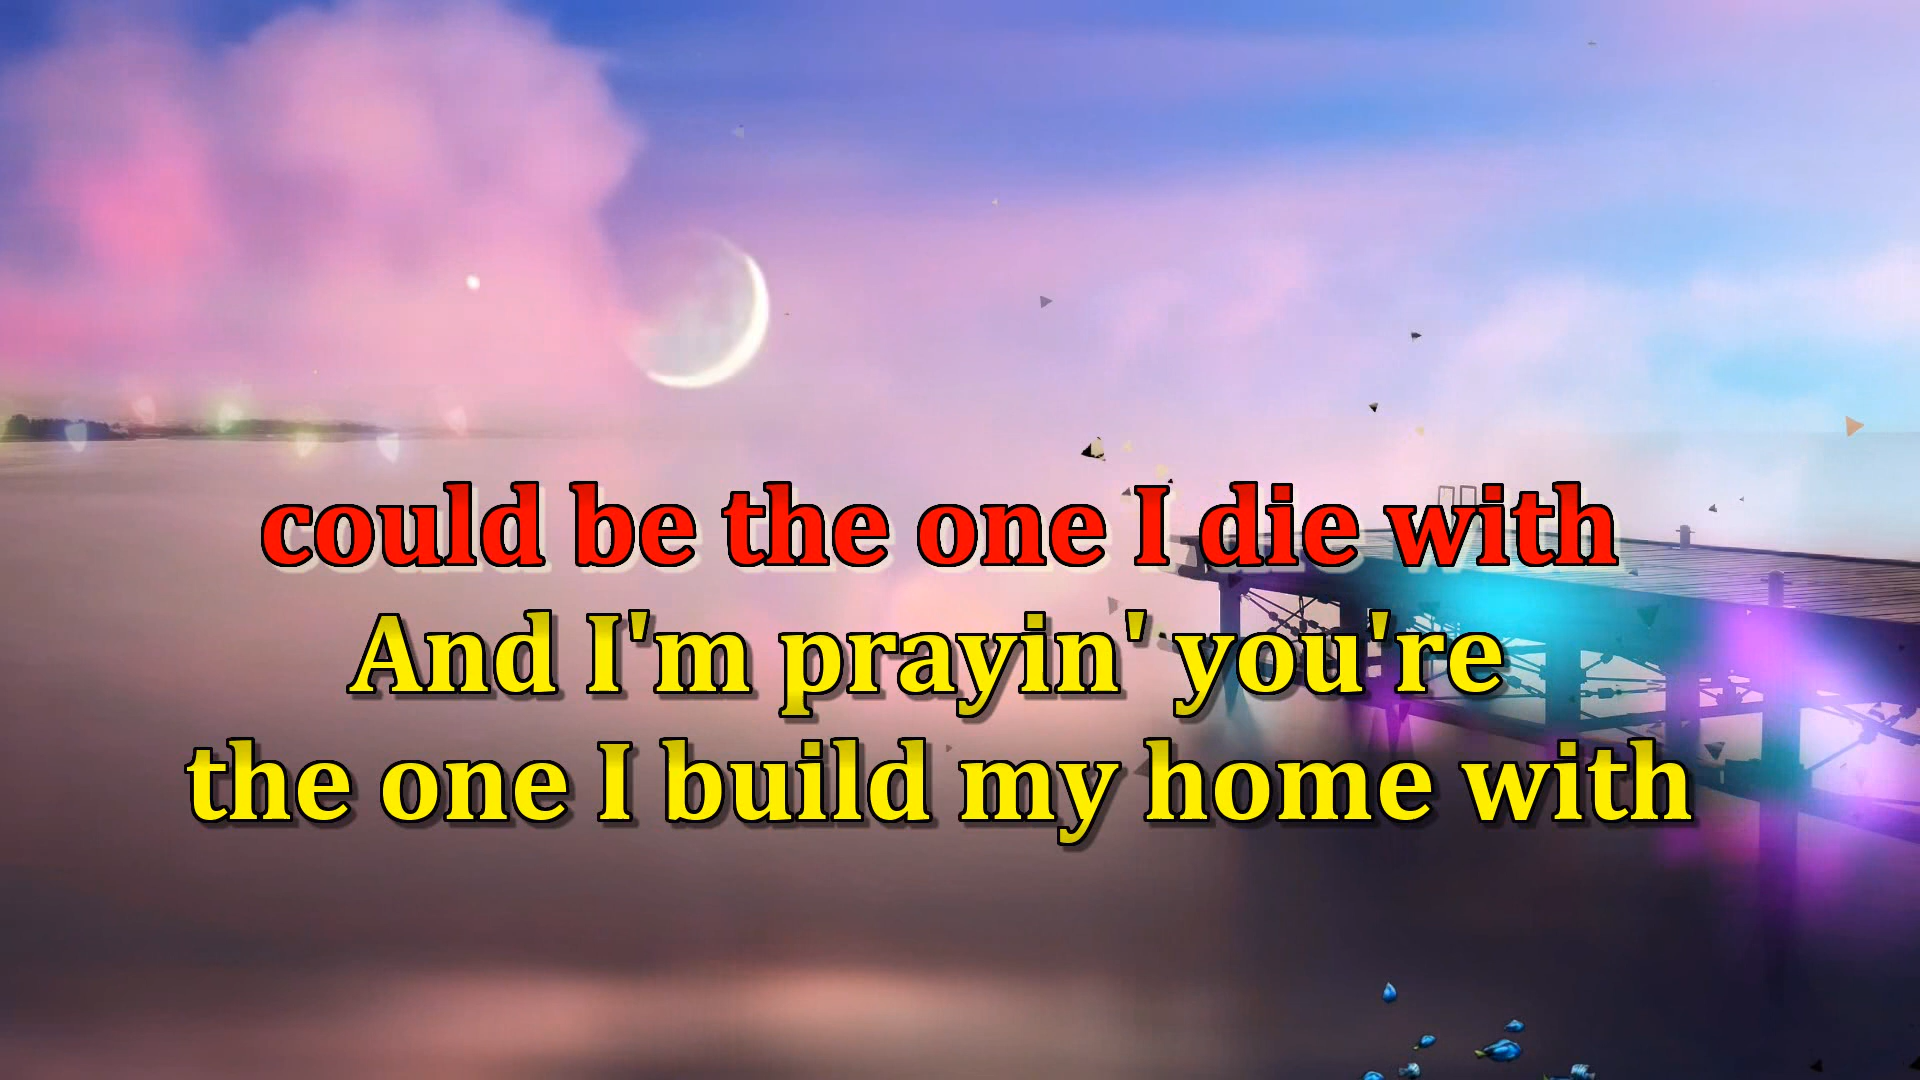 could be the one I die with
And I'm prayin' you're
the one I build my home with